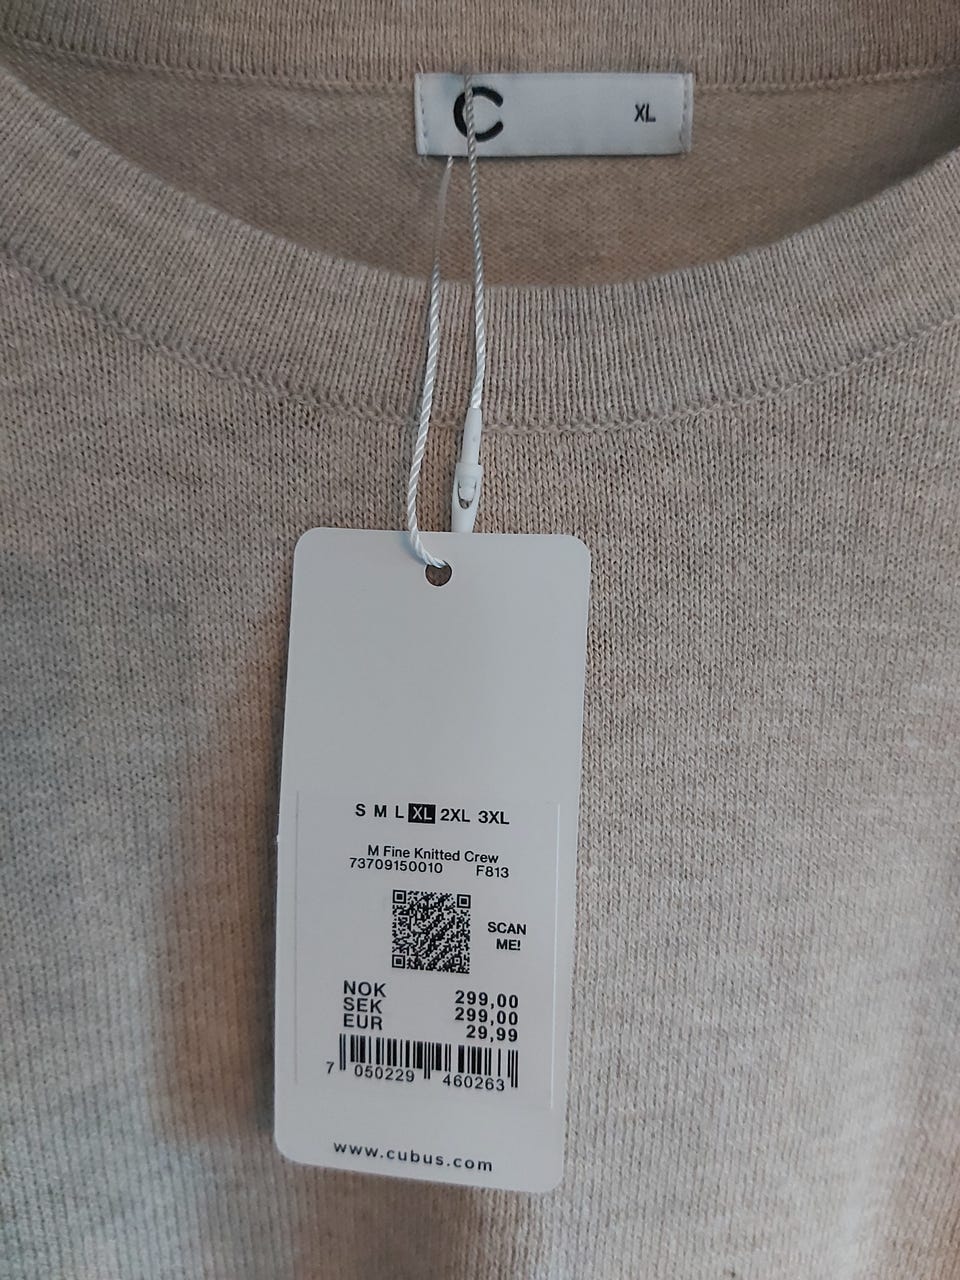 C XL
S M L XL 2XL 3XL
M Fine Knitted Crew
73709150010 F813
SCAN
ME!
NOK 299,00
SEK 299,00
EUR 29,99
7 050229 460263
www.cubus.com